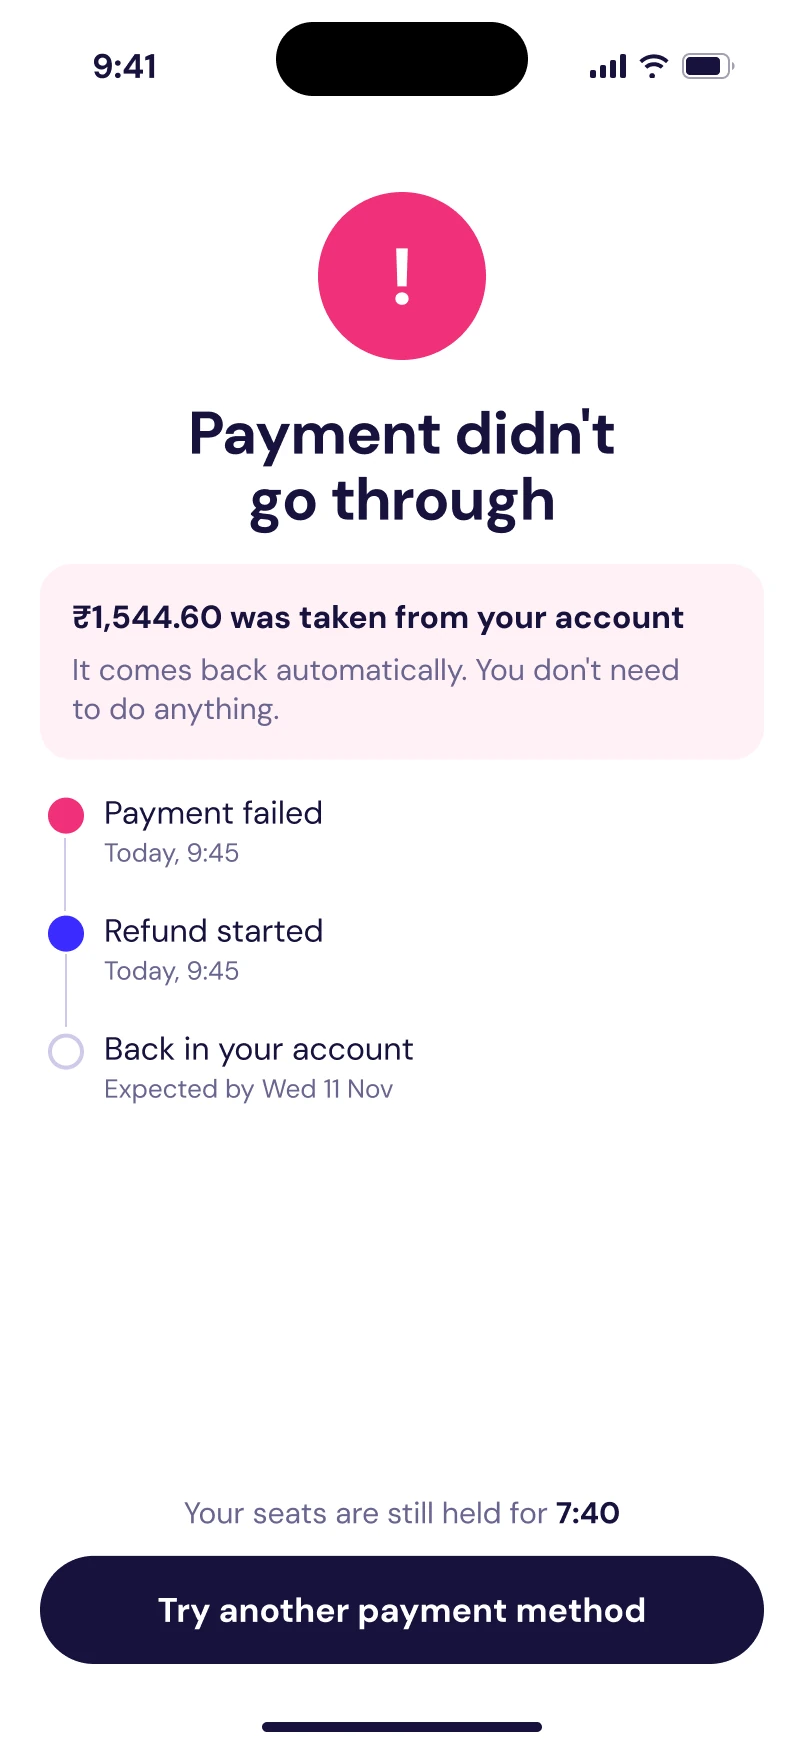 9:41
!
Payment didn't
go through
₹1,544.60 was taken from your account
It comes back automatically. You don't need
to do anything.
Payment failed
Today, 9:45
Refund started
Today, 9:45
Back in your account
Expected by Wed 11 Nov
Your seats are still held for 7:40
Try another payment method